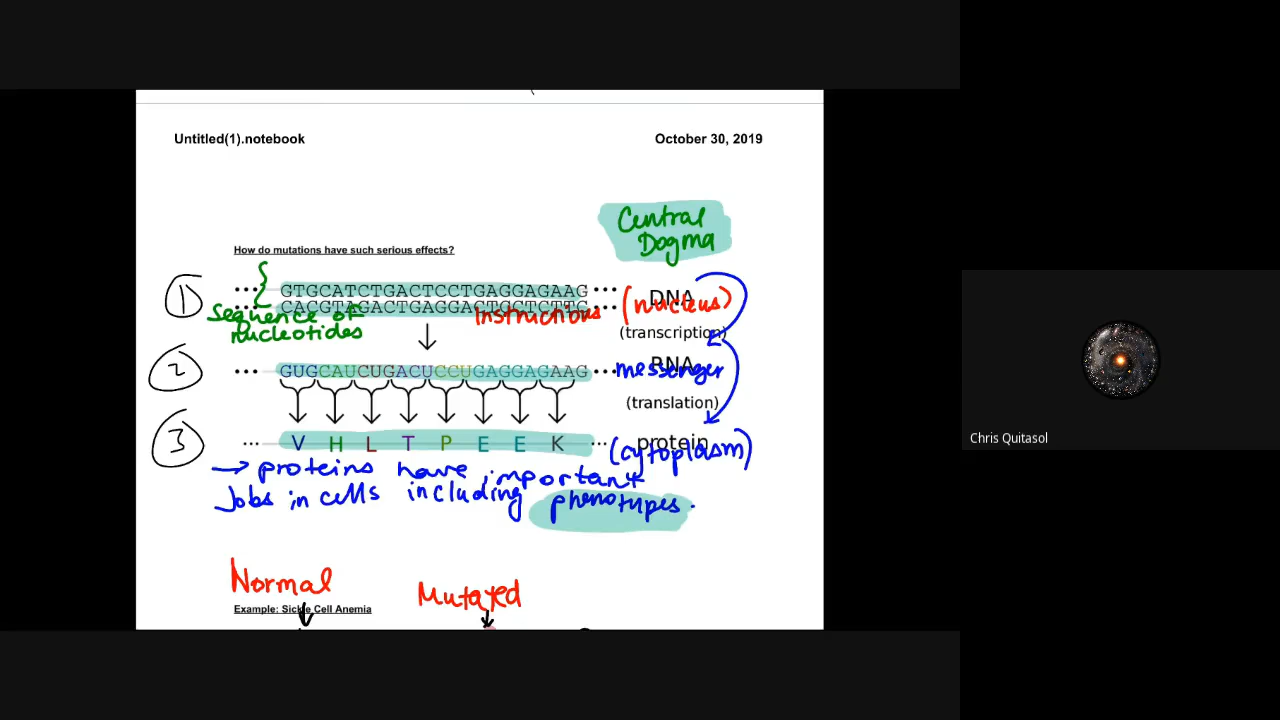 Untitled(1).notebook October 30, 2019
Central
Dogma
How do mutations have such serious effects?
1 ... GTGCATCTGACTCCTGAGGAGAAG ... DNA (nucleus)
... CACGTAGACTGAGGACTCCTCTTC ... Instructions
Sequence of
nucleotides
(transcription)
2 ... GUGCAUCUGACUCCUGAGGAGAAG ... RNA messenger
(translation)
3 ... V H L T P E E K ... protein (cytoplasm)
→ proteins have important
Jobs in cells including phenotypes.
Normal Mutated
Example: Sickle Cell Anemia
Chris Quitasol